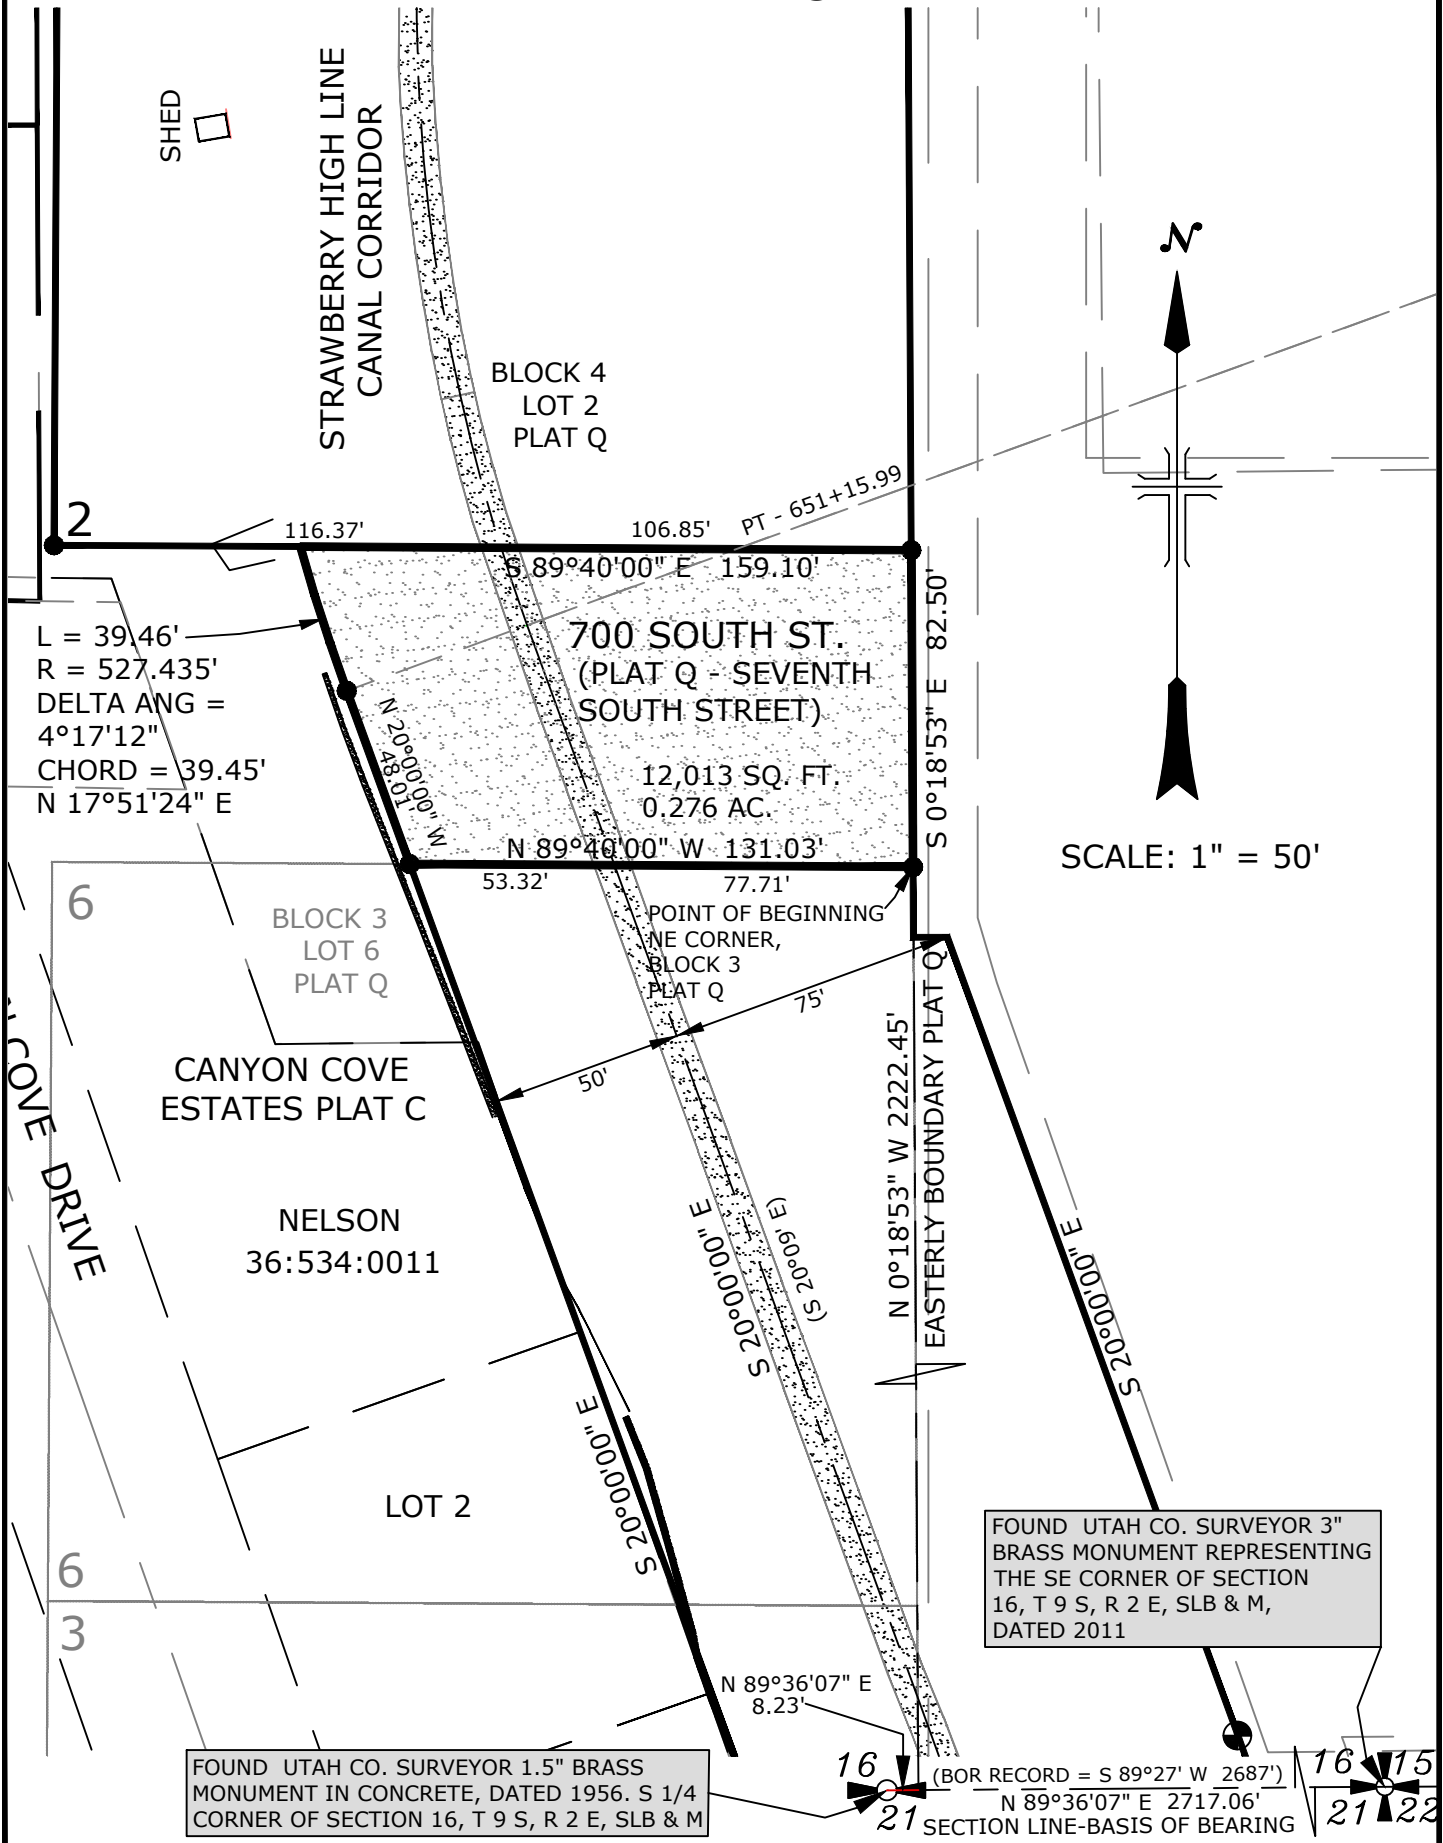 SHED
STRAWBERRY HIGH LINE
CANAL CORRIDOR
BLOCK 4
LOT 2
PLAT Q
N
2
116.37'
106.85'
PT - 651+15.99
S 89°40'00" E 159.10'
L = 39.46'
R = 527.435'
DELTA ANG =
4°17'12"
CHORD = 39.45'
N 17°51'24" E
700 SOUTH ST.
(PLAT Q - SEVENTH
SOUTH STREET)
12,013 SQ. FT.
0.276 AC.
N 20°00'00" W
48.01'
S 0°18'53" E 82.50'
N 89°40'00" W 131.03'
53.32'
77.71'
SCALE: 1" = 50'
6
BLOCK 3
LOT 6
PLAT Q
POINT OF BEGINNING
NE CORNER,
BLOCK 3
PLAT Q
75'
50'
CANYON COVE
ESTATES PLAT C
COVE DRIVE
NELSON
36:534:0011
N 0°18'53" W 2222.45'
EASTERLY BOUNDARY PLAT Q
S 20°00'00" E
(S 20°09' E)
S 20°00'00" E
S 20°00'00" E
LOT 2
6
3
FOUND UTAH CO. SURVEYOR 3"
BRASS MONUMENT REPRESENTING
THE SE CORNER OF SECTION
16, T 9 S, R 2 E, SLB & M,
DATED 2011
N 89°36'07" E
8.23'
FOUND UTAH CO. SURVEYOR 1.5" BRASS
MONUMENT IN CONCRETE, DATED 1956. S 1/4
CORNER OF SECTION 16, T 9 S, R 2 E, SLB & M
16
21
(BOR RECORD = S 89°27' W 2687')
N 89°36'07" E 2717.06'
SECTION LINE-BASIS OF BEARING
16 15
21 22